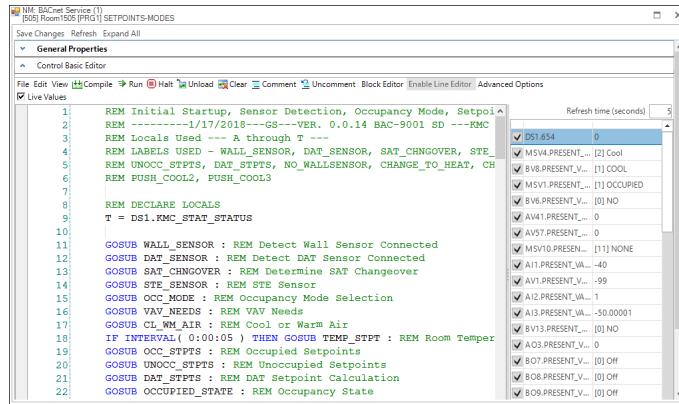 NM: BACnet Service (1)
[505] Room1505 [PRG1] SETPOINTS-MODES
Save Changes Refresh Expand All
General Properties
Control Basic Editor
File Edit View Compile Run Halt Unload Clear Comment Uncomment Block Editor Enable Line Editor Advanced Options
Live Values
Refresh time (seconds) 5
1 REM Initial Startup, Sensor Detection, Occupancy Mode, Setpoi
2 REM ---------1/17/2018---GS---VER. 0.0.14 BAC-9001 SD ---KMC
3 REM Locals Used --- A through T ---
4 REM LABELS USED - WALL_SENSOR, DAT_SENSOR, SAT_CHNGOVER, STE_
5 REM UNOCC_STPTS, DAT_STPTS, NO_WALLSENSOR, CHANGE_TO_HEAT, CH
6 REM PUSH_COOL2, PUSH_COOL3
7
8 REM DECLARE LOCALS
9 T = DS1.KMC_STAT_STATUS
10
11 GOSUB WALL_SENSOR : REM Detect Wall Sensor Connected
12 GOSUB DAT_SENSOR : REM Detect DAT Sensor Connected
13 GOSUB SAT_CHNGOVER : REM Determine SAT Changeover
14 GOSUB STE_SENSOR : REM STE Sensor
15 GOSUB OCC_MODE : REM Occupancy Mode Selection
16 GOSUB VAV_NEEDS : REM VAV Needs
17 GOSUB CL_WM_AIR : REM Cool or Warm Air
18 IF INTERVAL( 0:00:05 ) THEN GOSUB TEMP_STPT : REM Room Temper
19 GOSUB OCC_STPTS : REM Occupied Setpoints
20 GOSUB UNOCC_STPTS : REM Unoccupied Setpoints
21 GOSUB DAT_STPTS : REM DAT Setpoint Calculation
22 GOSUB OCCUPIED_STATE : REM Occupancy State
DS1.654 0
MSV4.PRESENT_... [2] Cool
BV8.PRESENT_V... [1] COOL
MSV1.PRESENT_... [1] OCCUPIED
BV6.PRESENT_V... [0] NO
AV41.PRESENT_... 0
AV57.PRESENT_... 0
MSV10.PRESEN... [11] NONE
AI1.PRESENT_VA... -40
AV1.PRESENT_V... -99
AI2.PRESENT_VA... 1
AI3.PRESENT_VA... -50.00001
BV13.PRESENT_... [0] NO
AO3.PRESENT_V... 0
BO7.PRESENT_V... [0] Off
BO8.PRESENT_V... [0] Off
BO9.PRESENT_V... [0] Off